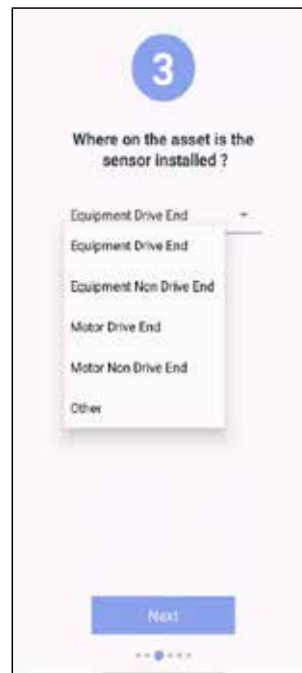 3
Where on the asset is the
sensor installed ?
Equipment Drive End
Equipment Drive End
Equipment Non Drive End
Motor Drive End
Motor Non Drive End
Other
Next